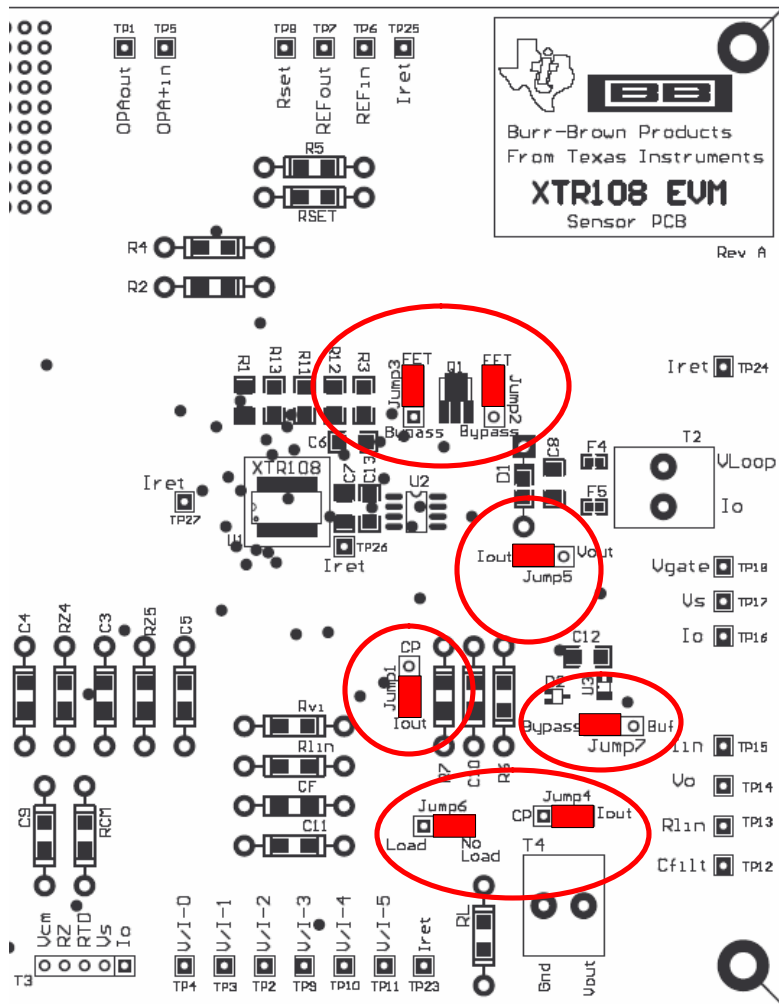 TP1 TP5 TP8 TP7 TP6 TP25
OPAout OPA+in Rset REFout REFin Iret
BB
Burr-Brown Products
From Texas Instruments
XTR108 EVM
Sensor PCB
Rev A
R5
RSET
R4
R2
R1 R13 R11 R12 R3
FET Q1 FET
Jump3 Jump2
Bypass Bypass
Iret TP24
C6 C13 C7
XTR108
U1
U2
D1 C8 F4 T2
F5
VLoop
Io
Iret
TP27
TP26
Iret
Iout Vout
Jump5
Vgate TP18
Vs TP17
Io TP16
C4 RZ4 C3 RZ5 C5
CP
Jump1
Iout
C12
D2 U3
Bypass Buf
Jump7
R7 C10 R6
Iin TP15
Vo TP14
Rlin TP13
Cfilt TP12
Rvi
Rlin
CF
C11
C9 RCM
Jump6 Jump4
Load No
Load
CP Iout
T4
Gnd Vout
RL
Vcm RZ RTD Vs Io
T3
V/I-0 V/I-1 V/I-2 V/I-3 V/I-4 V/I-5 Iret
TP4 TP3 TP2 TP9 TP10 TP11 TP23